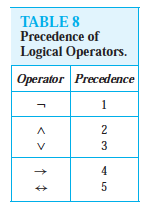 TABLE 8
Precedence of
Logical Operators.
Operator Precedence
¬ 1
∧ 2
∨ 3
→ 4
↔ 5